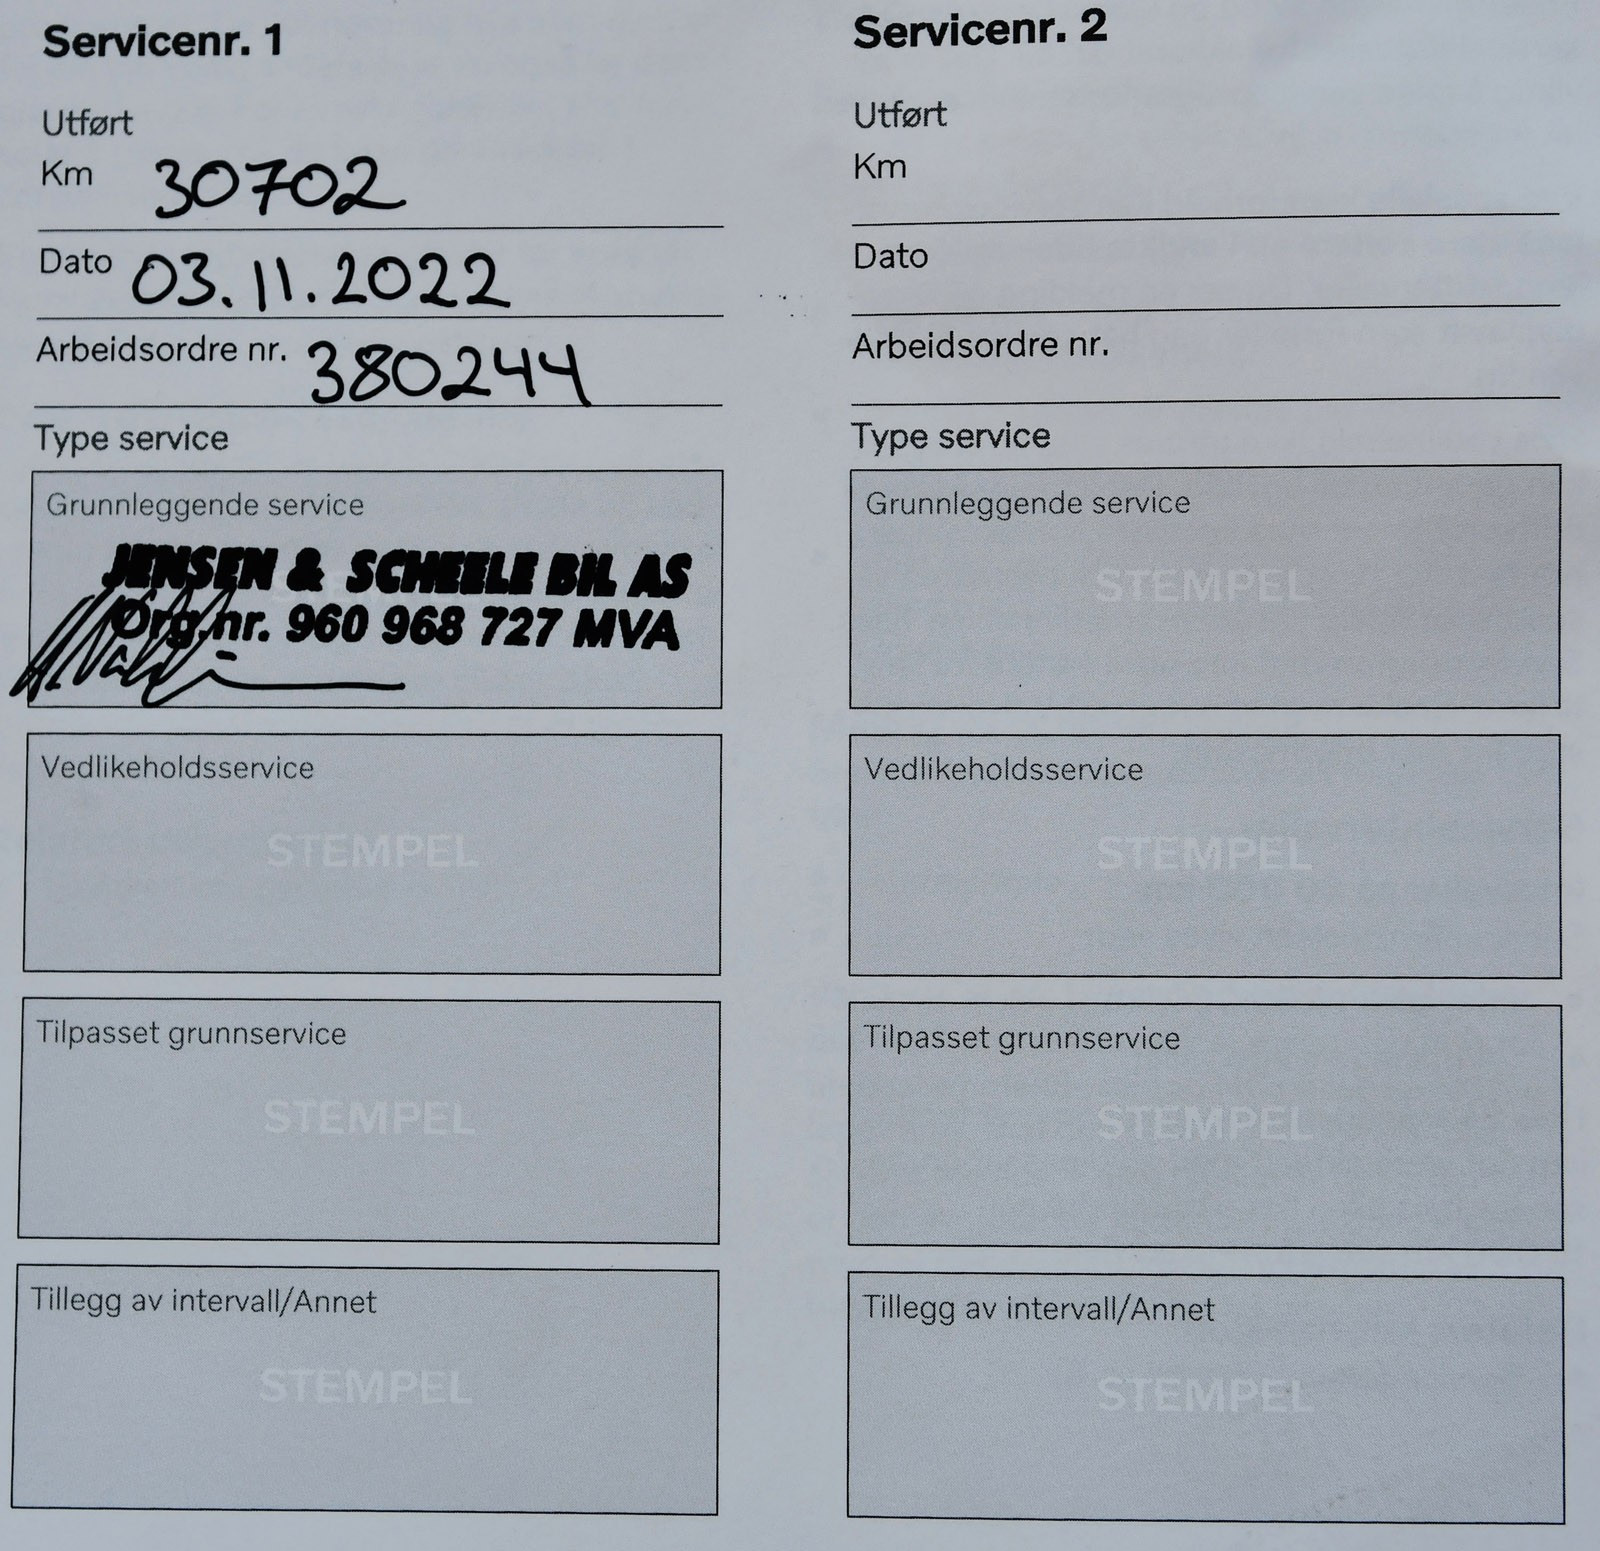 Servicenr. 1
Utført
Km 30702
Dato 03.11.2022
Arbeidsordre nr. 380244
Type service
Grunnleggende service
JENSEN & SCHEELE BIL AS
Org.nr. 960 968 727 MVA
Vedlikeholdsservice
STEMPEL
Tilpasset grunnservice
STEMPEL
Tillegg av intervall/Annet
STEMPEL
Servicenr. 2
Utført
Km
Dato
Arbeidsordre nr.
Type service
Grunnleggende service
STEMPEL
Vedlikeholdsservice
STEMPEL
Tilpasset grunnservice
STEMPEL
Tillegg av intervall/Annet
STEMPEL